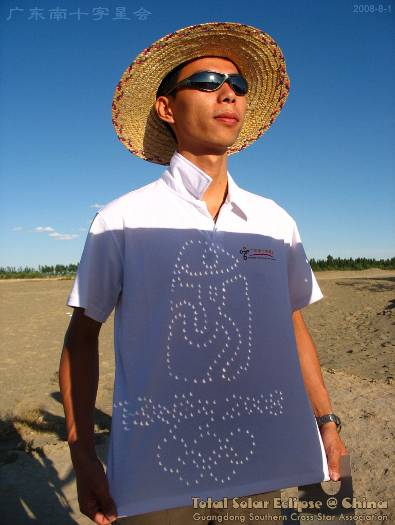 广东南十字星会
2008-8-1
Total Solar Eclipse @ China
Guangdong Southern Cross Star Association